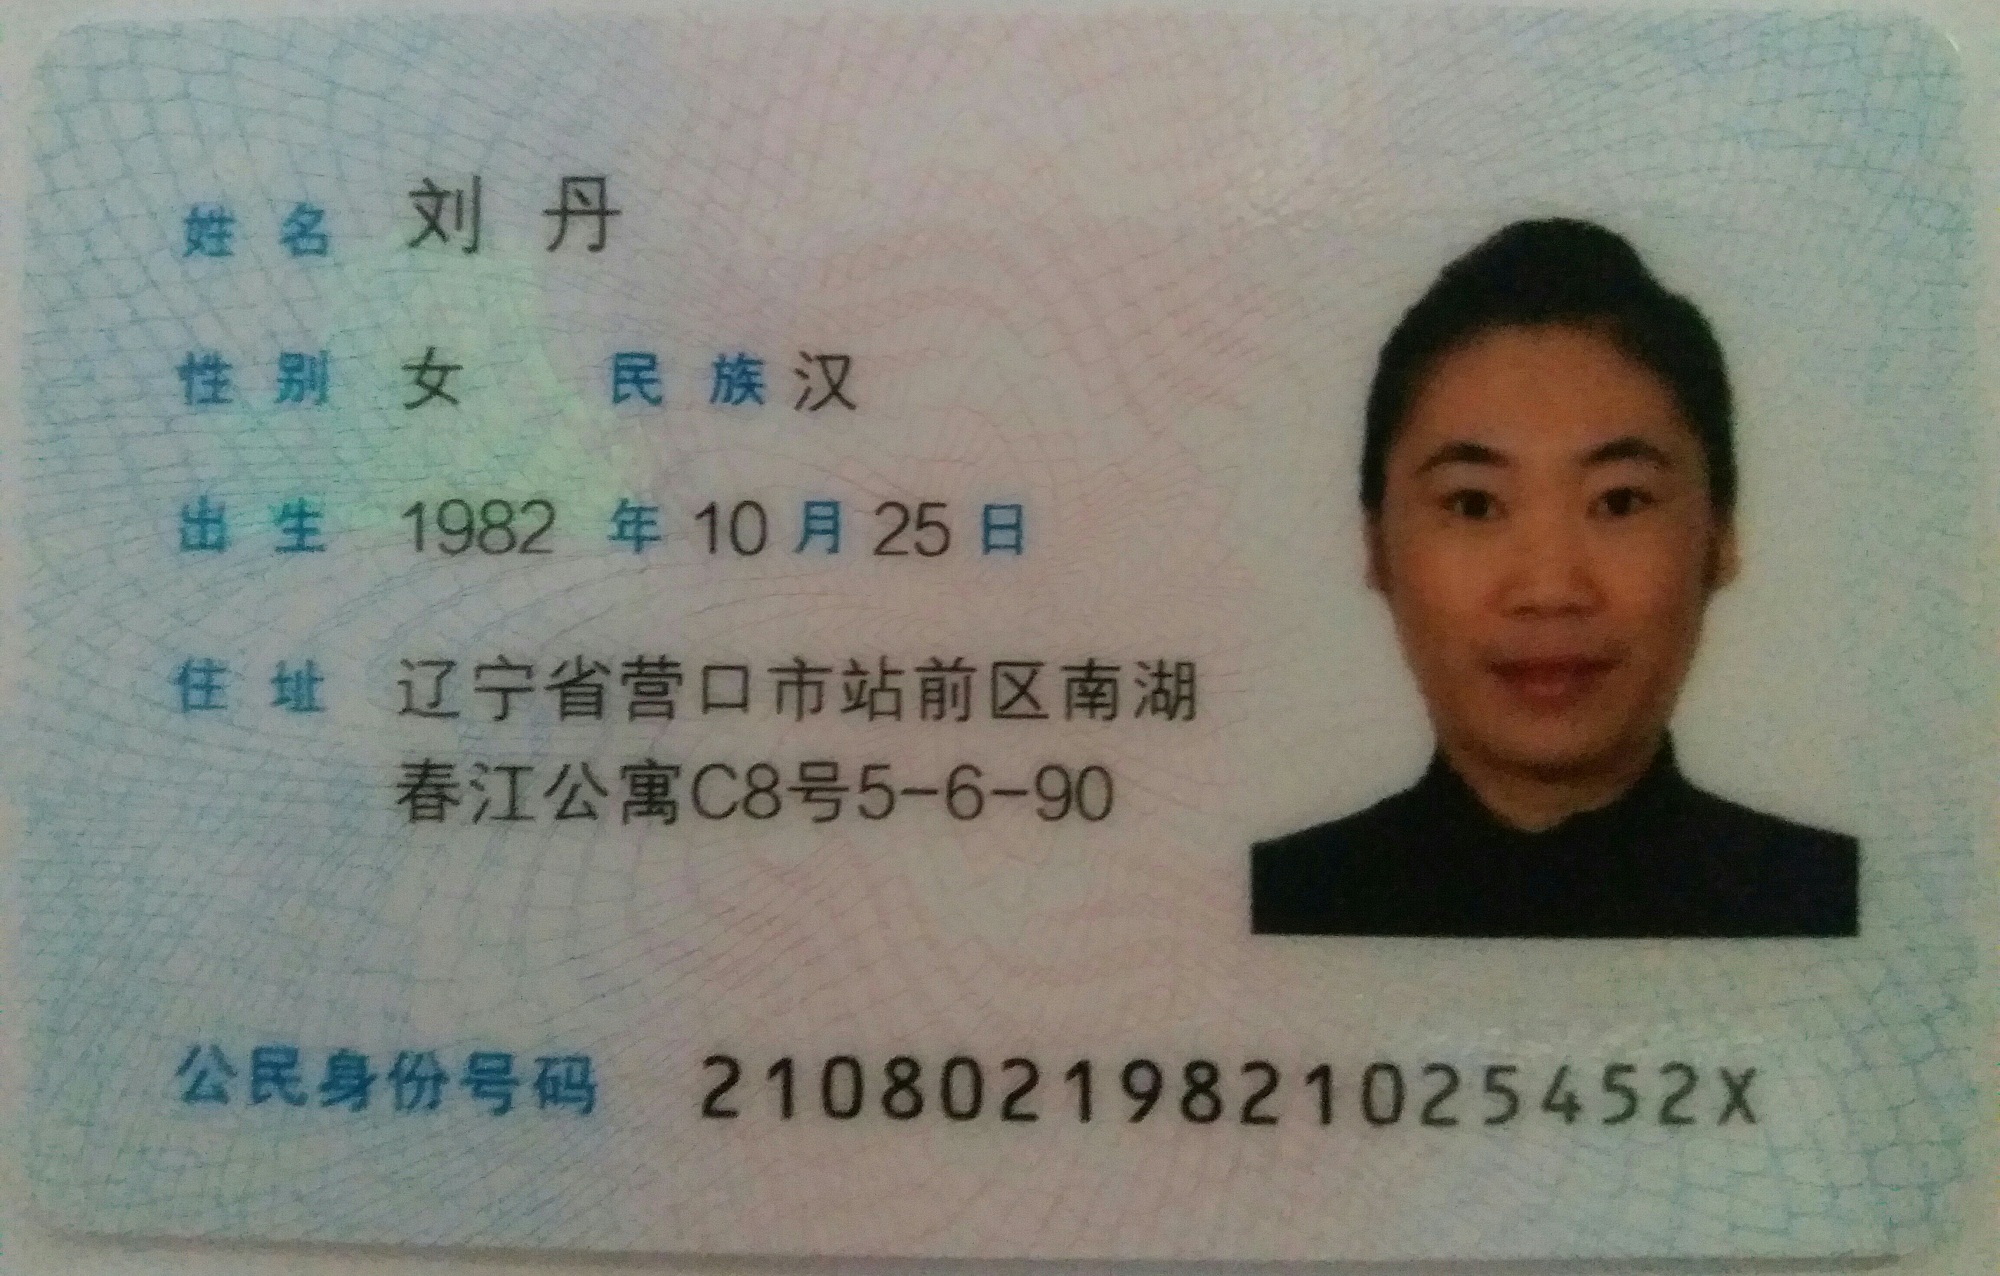 姓名 刘丹
性别 女 民族 汉
出生 1982 年 10 月 25 日
住址 辽宁省营口市站前区南湖
春江公寓C8号5-6-90
公民身份号码 21080219821025452X